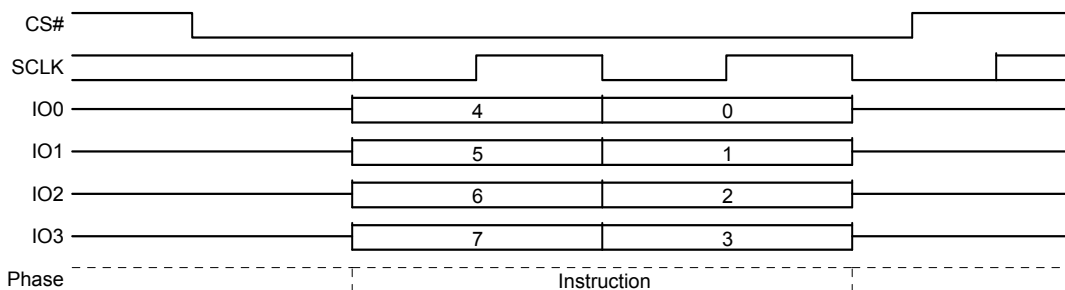 CS#
SCLK
IO0 4 0
IO1 5 1
IO2 6 2
IO3 7 3
Phase Instruction